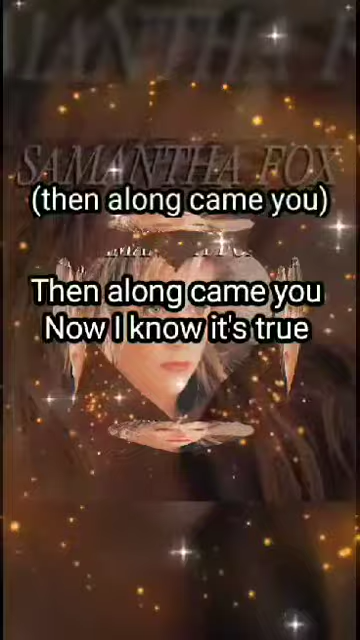 SAMANTHA FOX
(then along came you)
Then along came you
Now I know it's true